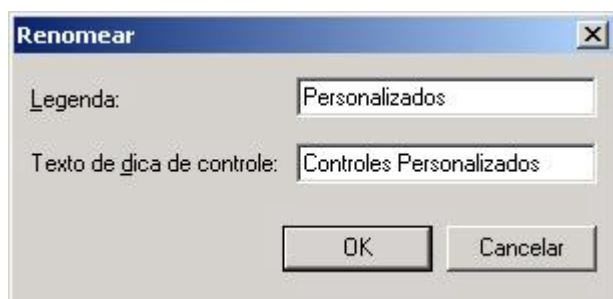 Renomear
Legenda: Personalizados
Texto de dica de controle: Controles Personalizados
OK Cancelar